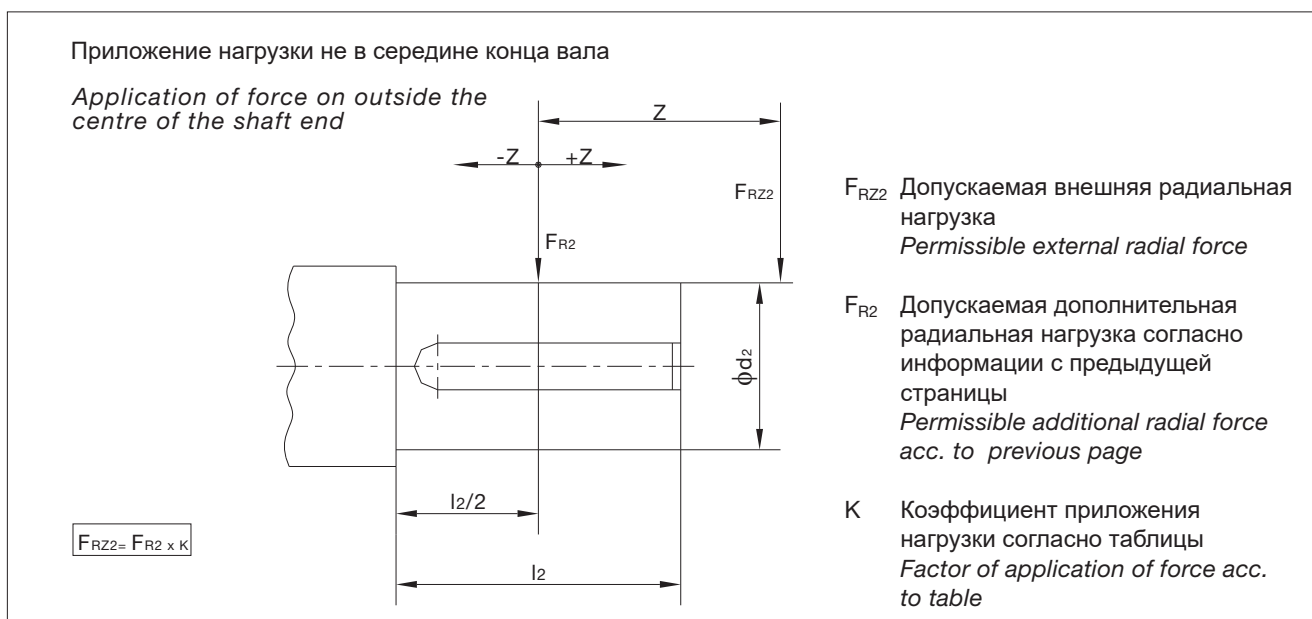 Приложение нагрузки не в середине конца вала
Application of force on outside the
centre of the shaft end
Z
-Z
+Z
FRZ2
FR2
ϕd2
l2/2
l2
FRZ2= FR2 x K
FRZ2 Допускаемая внешняя радиальная
нагрузка
Permissible external radial force
FR2 Допускаемая дополнительная
радиальная нагрузка согласно
информации с предыдущей
страницы
Permissible additional radial force
acc. to previous page
K Коэффициент приложения
нагрузки согласно таблицы
Factor of application of force acc.
to table